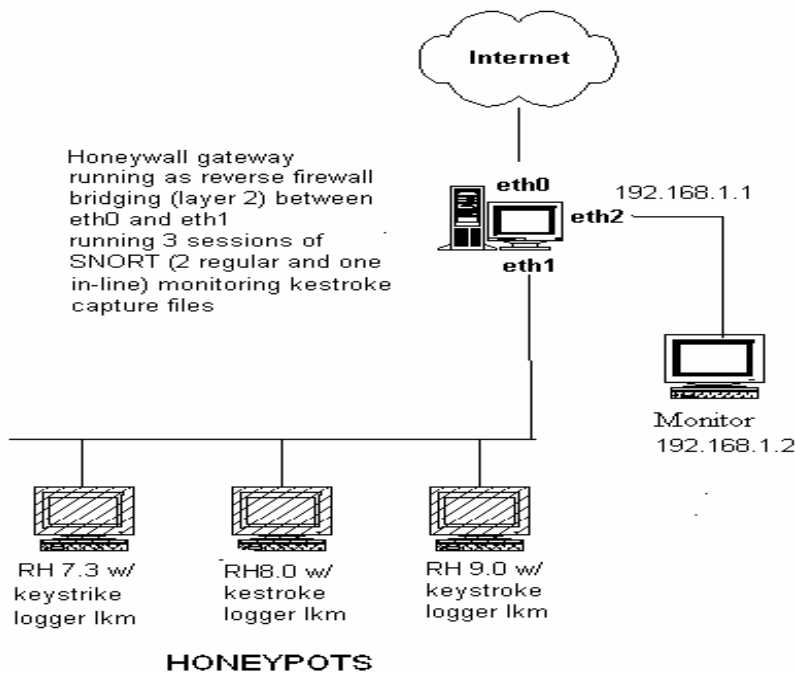 Internet
Honeywall gateway
running as reverse firewall
bridging (layer 2) between
eth0 and eth1
running 3 sessions of
SNORT (2 regular and one
in-line) monitoring kestroke
capture files
eth0
eth2
eth1
192.168.1.1
Monitor
192.168.1.2
RH 7.3 w/
keystrike
logger lkm
RH8.0 w/
kestroke
logger lkm
RH 9.0 w/
keystroke
logger lkm
HONEYPOTS